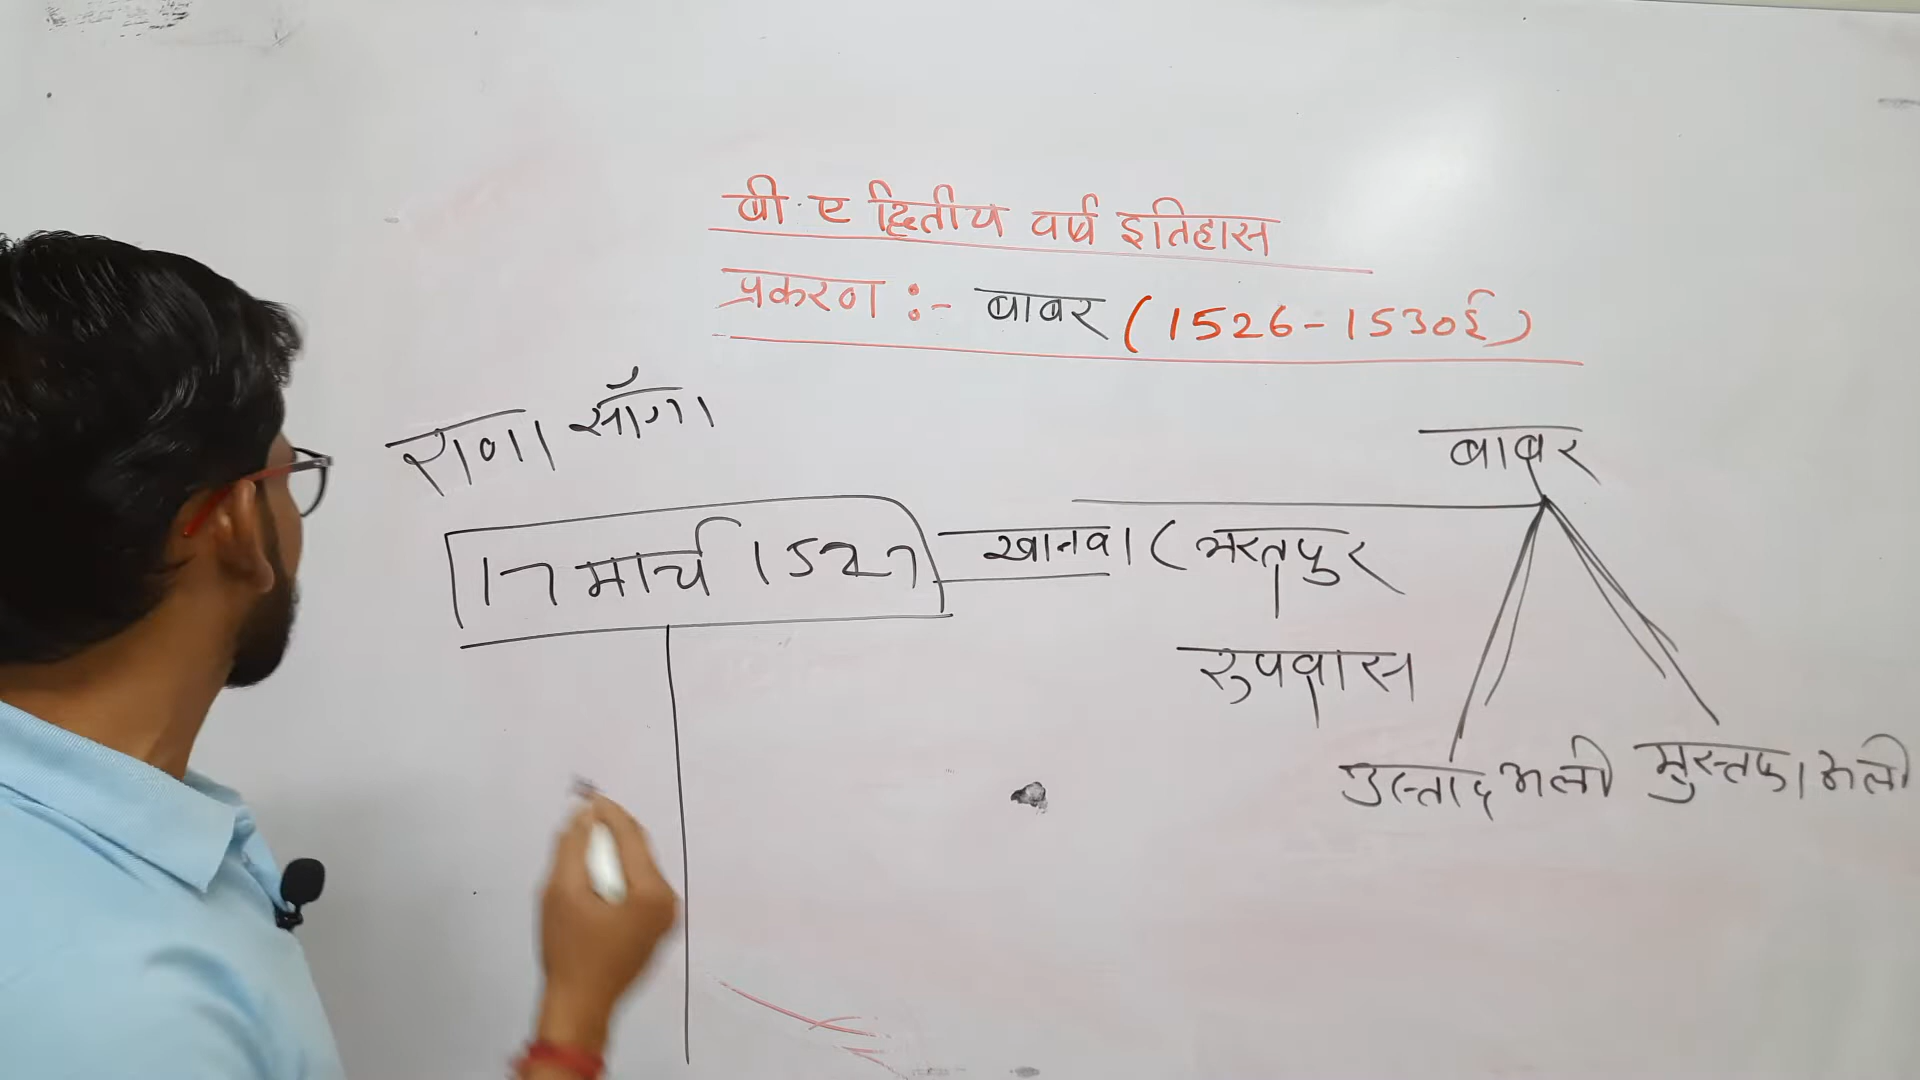 बी.ए द्वितीय वर्ष इतिहास
प्रकरण :- बाबर (1526-1530ई)
राणा साँगा
बाबर
17 मार्च 1527 खानवा ( भरतपुर
रुपवास
उस्ताद अली मुस्तफा अली